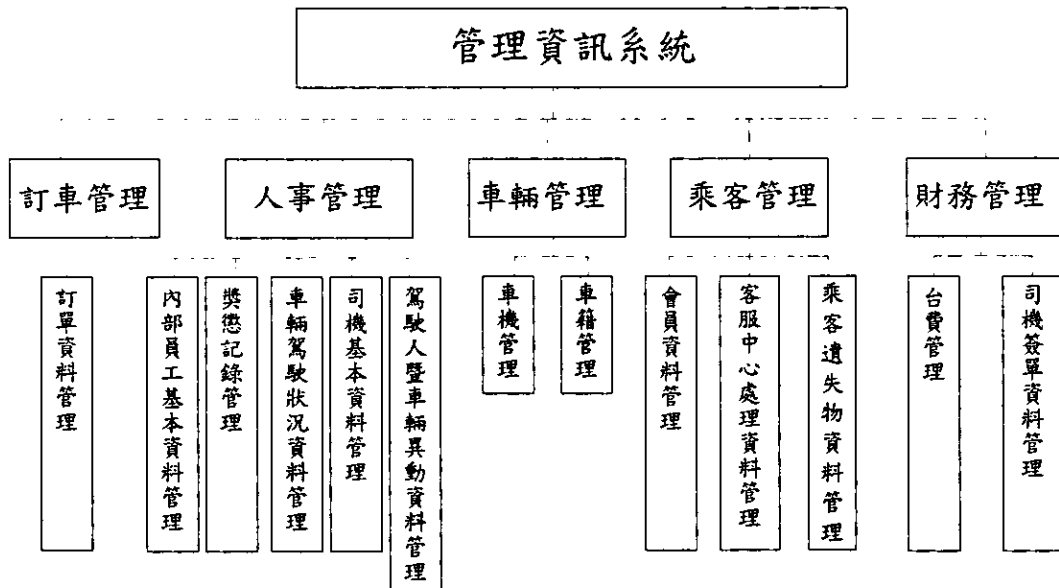 管理資訊系統
訂車管理
人事管理
車輛管理
乘客管理
財務管理
訂單資料管理
內部員工基本資料管理
獎懲記錄管理
車輛駕駛狀況資料管理
司機基本資料管理
駕駛人暨車輛異動資料管理
車機管理
車籍管理
會員資料管理
客服中心處理資料管理
乘客遺失物資料管理
台費管理
司機簽單資料管理